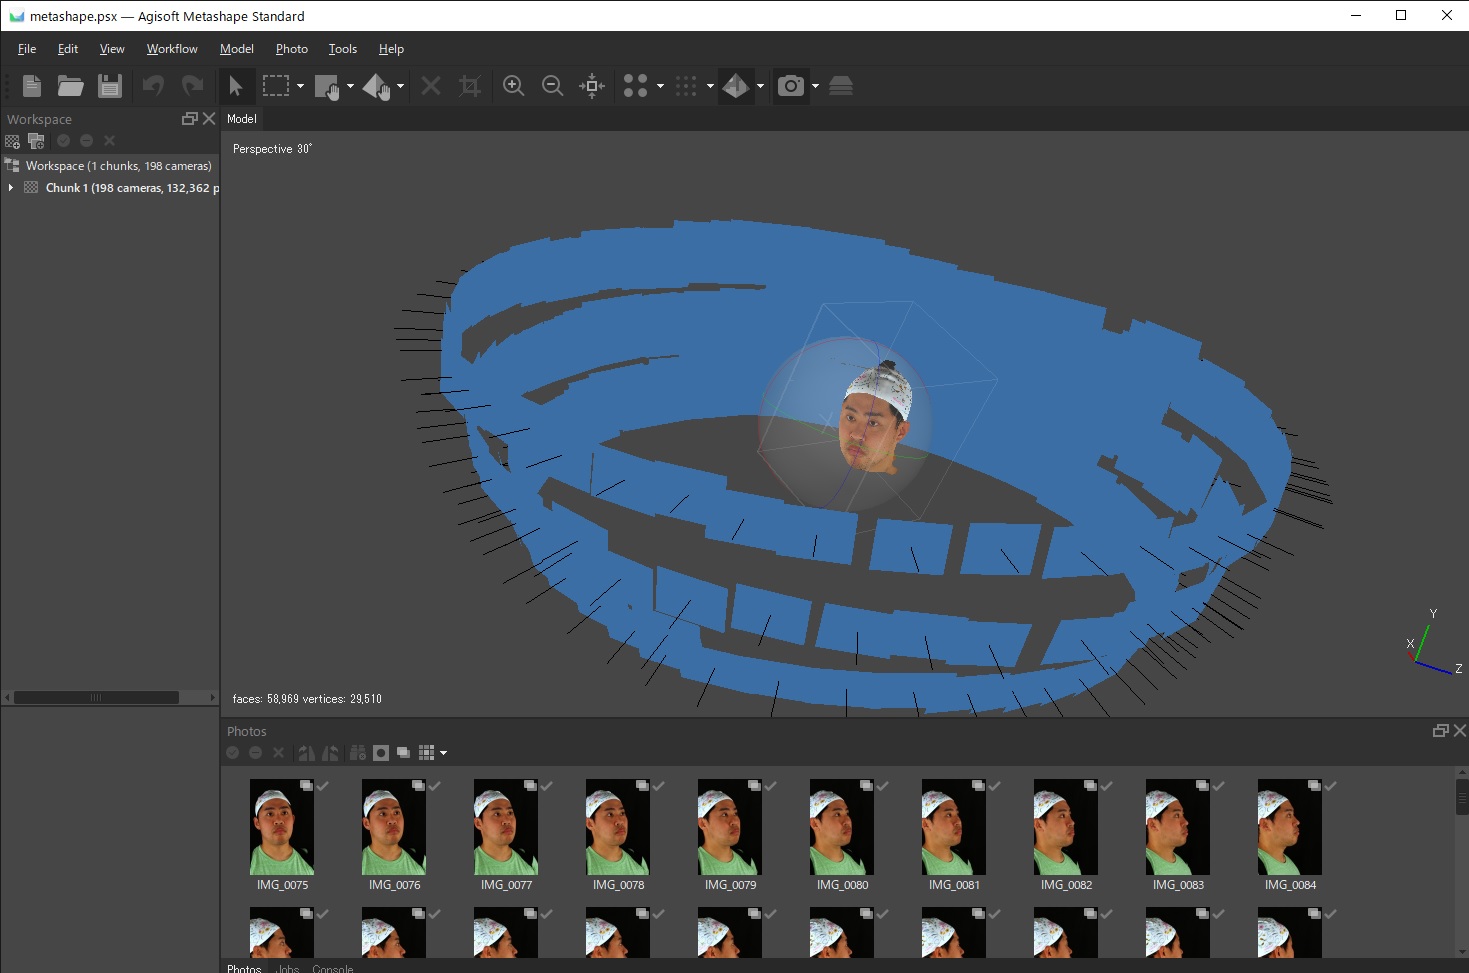 metashape.psx — Agisoft Metashape Standard
File Edit View Workflow Model Photo Tools Help
Workspace
Model
Workspace (1 chunks, 198 cameras)
Chunk 1 (198 cameras, 132,362 p
Perspective 30°
Y
X
Z
faces: 58,969 vertices: 29,510
Photos
IMG_0075 IMG_0076 IMG_0077 IMG_0078 IMG_0079 IMG_0080 IMG_0081 IMG_0082 IMG_0083 IMG_0084
Photos Jobs Console